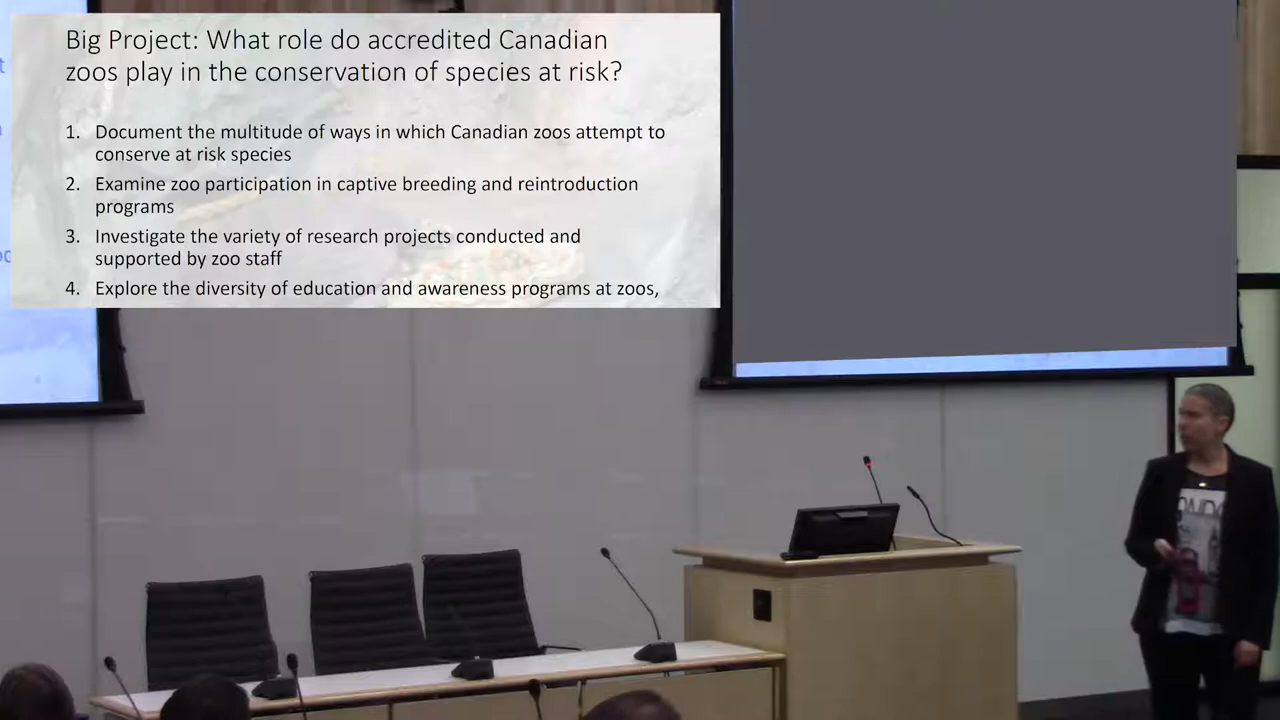 Big Project: What role do accredited Canadian
zoos play in the conservation of species at risk?
1. Document the multitude of ways in which Canadian zoos attempt to
conserve at risk species
2. Examine zoo participation in captive breeding and reintroduction
programs
3. Investigate the variety of research projects conducted and
supported by zoo staff
4. Explore the diversity of education and awareness programs at zoos,